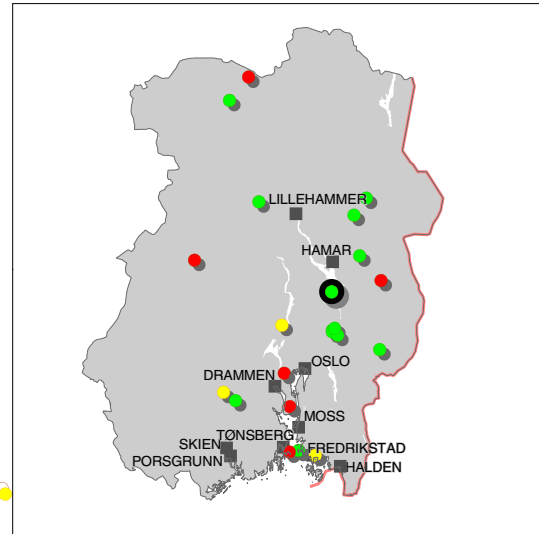 LILLEHAMMER
HAMAR
OSLO
DRAMMEN
MOSS
TØNSBERG
FREDRIKSTAD
SKIEN
PORSGRUNN
HALDEN